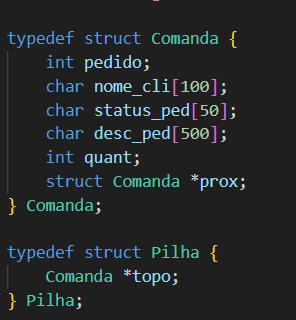 typedef struct Comanda {
    int pedido;
    char nome_cli[100];
    char status_ped[50];
    char desc_ped[500];
    int quant;
    struct Comanda *prox;
} Comanda;

typedef struct Pilha {
    Comanda *topo;
} Pilha;